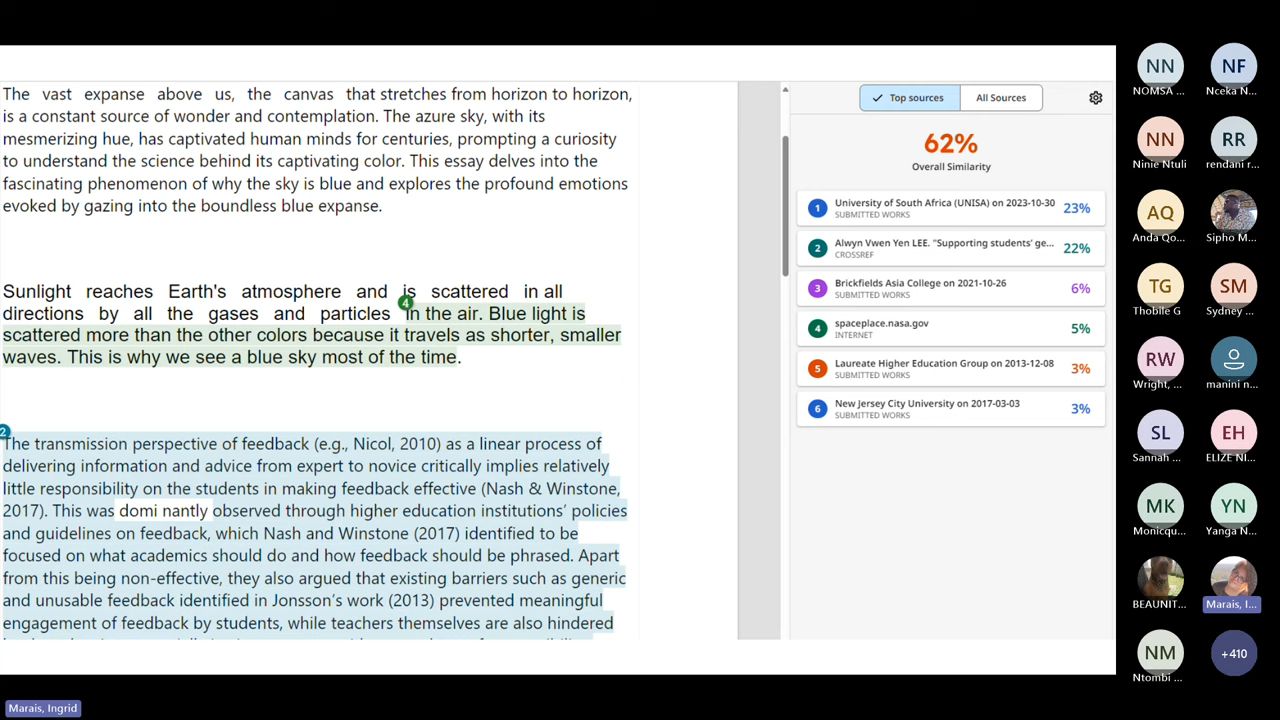 The vast expanse above us, the canvas that stretches from horizon to horizon,
is a constant source of wonder and contemplation. The azure sky, with its
mesmerizing hue, has captivated human minds for centuries, prompting a curiosity
to understand the science behind its captivating color. This essay delves into the
fascinating phenomenon of why the sky is blue and explores the profound emotions
evoked by gazing into the boundless blue expanse.
Sunlight reaches Earth's atmosphere and is scattered in all
4
directions by all the gases and particles in the air. Blue light is
scattered more than the other colors because it travels as shorter, smaller
waves. This is why we see a blue sky most of the time.
2
The transmission perspective of feedback (e.g., Nicol, 2010) as a linear process of
delivering information and advice from expert to novice critically implies relatively
little responsibility on the students in making feedback effective (Nash & Winstone,
2017). This was domi nantly observed through higher education institutions' policies
and guidelines on feedback, which Nash and Winstone (2017) identified to be
focused on what academics should do and how feedback should be phrased. Apart
from this being non-effective, they also argued that existing barriers such as generic
and unusable feedback identified in Jonsson's work (2013) prevented meaningful
engagement of feedback by students, while teachers themselves are also hindered
Top sources
All Sources
62%
Overall Similarity
1 University of South Africa (UNISA) on 2023-10-30 23%
SUBMITTED WORKS
2 Alwyn Vwen Yen LEE. "Supporting students' ge... 22%
CROSSREF
3 Brickfields Asia College on 2021-10-26 6%
SUBMITTED WORKS
4 spaceplace.nasa.gov 5%
INTERNET
5 Laureate Higher Education Group on 2013-12-08 3%
SUBMITTED WORKS
6 New Jersey City University on 2017-03-03 3%
SUBMITTED WORKS
NN NF
NOMSA ... Nceka N...
NN RR
Ninie Ntuli rendani r...
AQ
Anda Qo... Sipho M...
TG SM
Thobile G Sydney ...
RW
Wright, ... manini n...
SL EH
Sannah ... ELIZE NI...
MK YN
Monicqu... Yanga N...
BEAUNIT... Marais, I...
NM +410
Ntombi ...
Marais, Ingrid